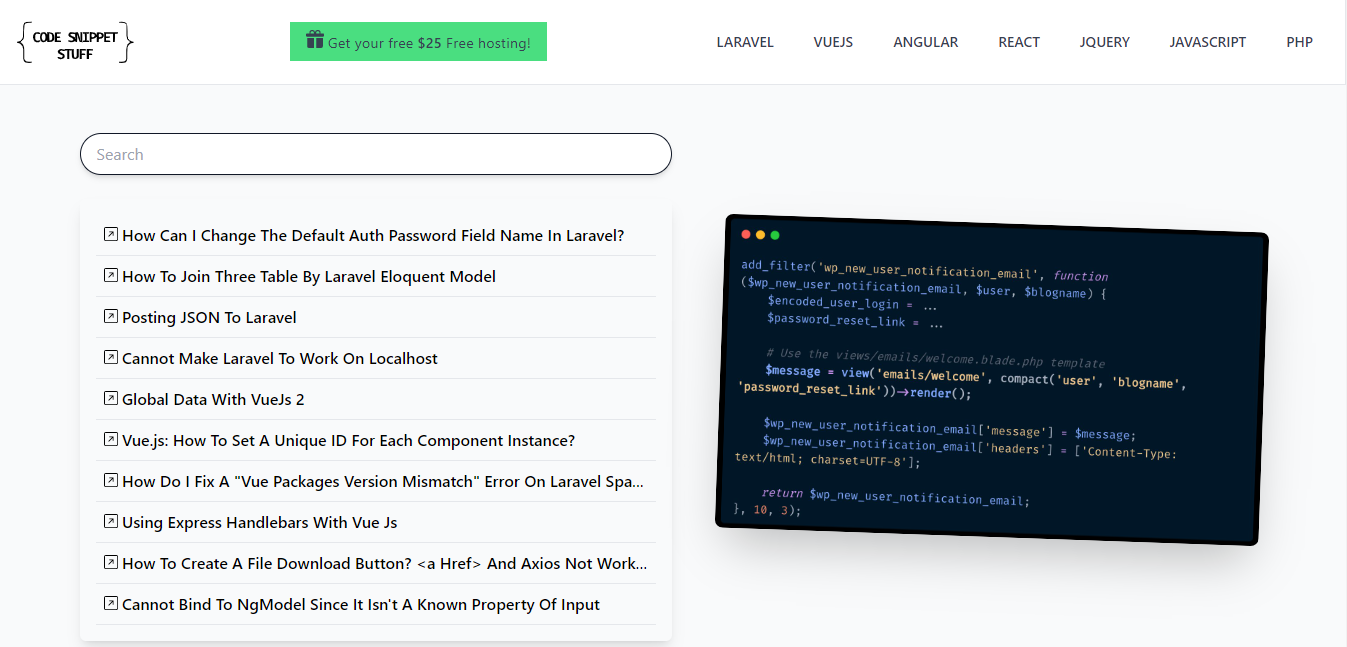 CODE SNIPPET
STUFF
Get your free $25 Free hosting!
LARAVEL
VUEJS
ANGULAR
REACT
JQUERY
JAVASCRIPT
PHP
Search
How Can I Change The Default Auth Password Field Name In Laravel?
How To Join Three Table By Laravel Eloquent Model
Posting JSON To Laravel
Cannot Make Laravel To Work On Localhost
Global Data With VueJs 2
Vue.js: How To Set A Unique ID For Each Component Instance?
How Do I Fix A "Vue Packages Version Mismatch" Error On Laravel Spa...
Using Express Handlebars With Vue Js
How To Create A File Download Button? <a Href> And Axios Not Work...
Cannot Bind To NgModel Since It Isn't A Known Property Of Input
add_filter('wp_new_user_notification_email', function
($wp_new_user_notification_email, $user, $blogname) {
$encoded_user_login = ...
$password_reset_link = ...
# Use the views/emails/welcome.blade.php template
$message = view('emails/welcome', compact('user', 'blogname',
'password_reset_link'))->render();
$wp_new_user_notification_email['message'] = $message;
$wp_new_user_notification_email['headers'] = ['Content-Type:
text/html; charset=UTF-8'];
return $wp_new_user_notification_email;
}, 10, 3);